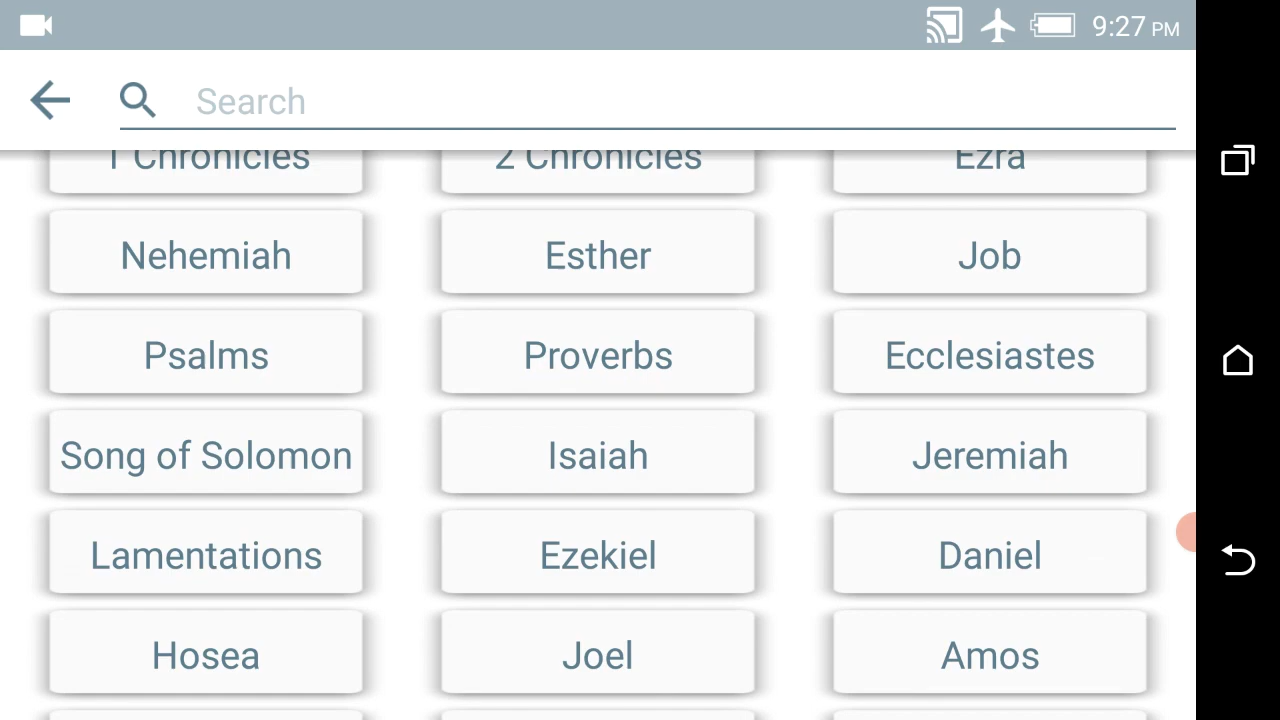 9:27 PM
Search
1 Chronicles 2 Chronicles Ezra
Nehemiah Esther Job
Psalms Proverbs Ecclesiastes
Song of Solomon Isaiah Jeremiah
Lamentations Ezekiel Daniel
Hosea Joel Amos